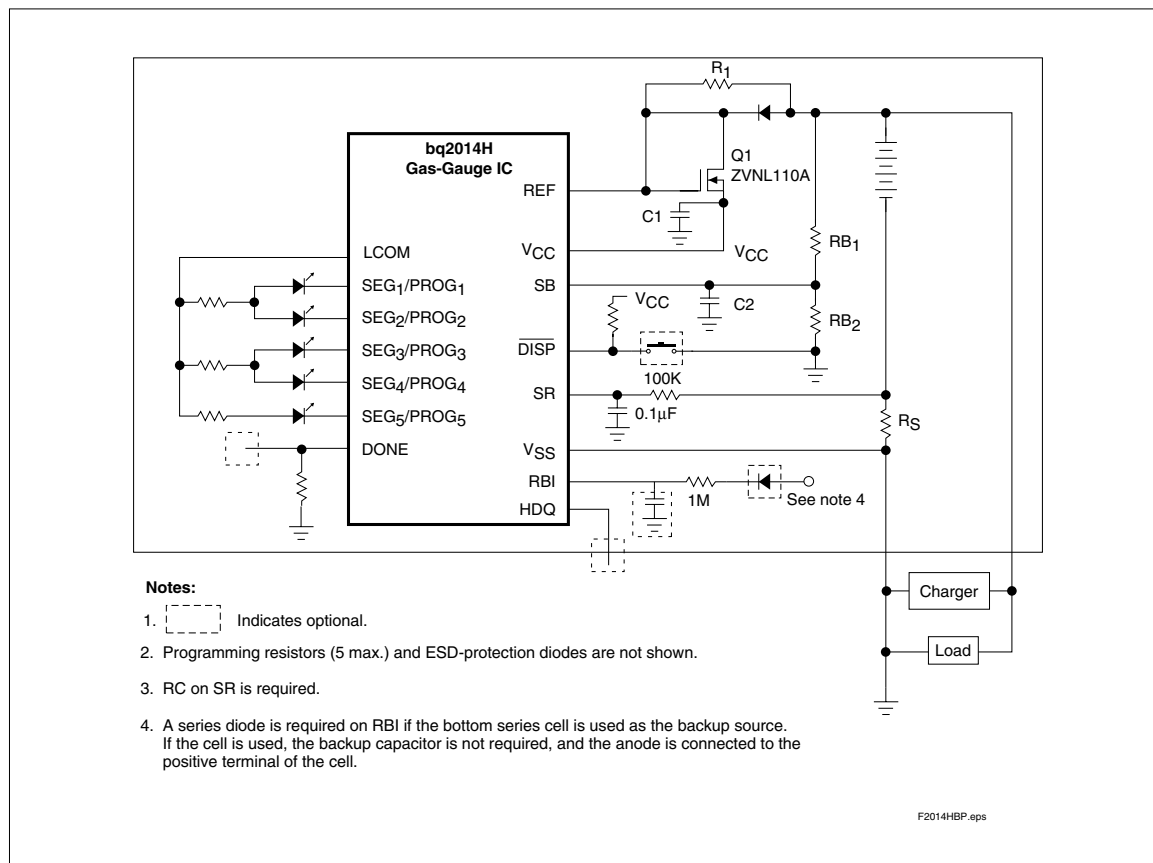 R1
bq2014H
Gas-Gauge IC
Q1
ZVNL110A
REF
C1
VCC
VCC
LCOM
RB1
SEG1/PROG1
SB
C2
VCC
SEG2/PROG2
RB2
SEG3/PROG3
DISP
SEG4/PROG4
100K
SR
0.1µF
SEG5/PROG5
RS
DONE
VSS
RBI
1M
See note 4
HDQ
Notes:
Charger
1. Indicates optional.
Load
2. Programming resistors (5 max.) and ESD-protection diodes are not shown.
3. RC on SR is required.
4. A series diode is required on RBI if the bottom series cell is used as the backup source.
If the cell is used, the backup capacitor is not required, and the anode is connected to the
positive terminal of the cell.
F2014HBP.eps